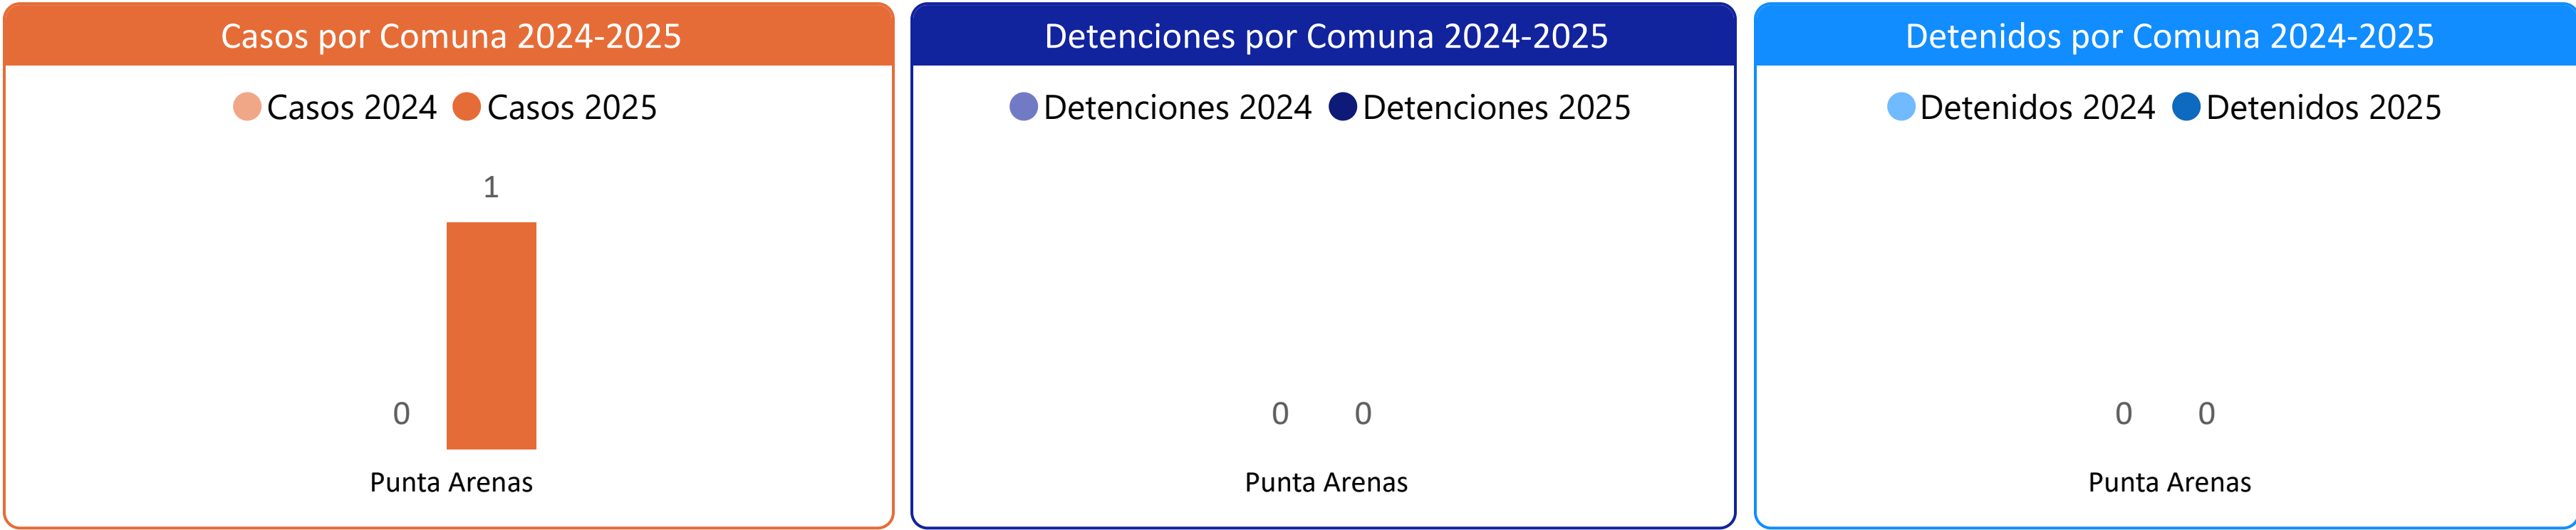 Casos por Comuna 2024-2025
Casos 2024 Casos 2025
1
0
Punta Arenas
Detenciones por Comuna 2024-2025
Detenciones 2024 Detenciones 2025
0 0
Punta Arenas
Detenidos por Comuna 2024-2025
Detenidos 2024 Detenidos 2025
0 0
Punta Arenas